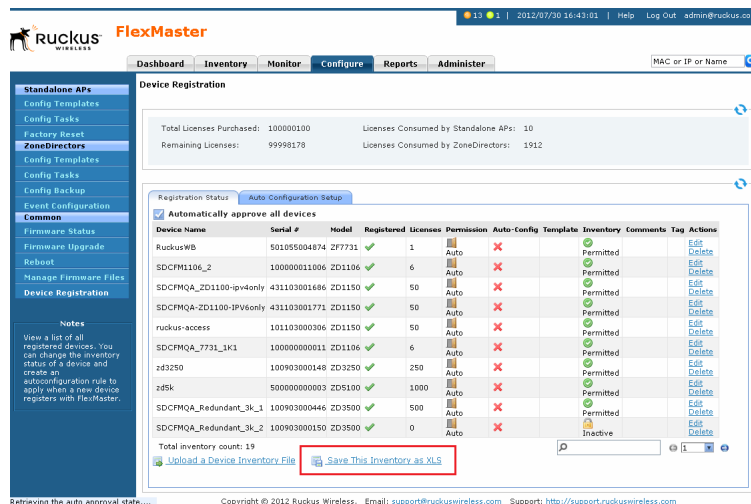 13 1 | 2012/07/30 16:43:01 | Help Log Out admin@ruckus.co
Ruckus WIRELESS
FlexMaster
Dashboard Inventory Monitor Configure Reports Administer
MAC or IP or Name
Standalone APs
Config Templates
Config Tasks
Factory Reset
ZoneDirectors
Config Templates
Config Tasks
Config Backup
Event Configuration
Common
Firmware Status
Firmware Upgrade
Reboot
Manage Firmware Files
Device Registration
Notes
View a list of all
registered devices. You
can change the inventory
status of a device and
create an
autoconfiguration rule to
apply when a new device
registers with FlexMaster.
Device Registration
Total Licenses Purchased: 100000100 Licenses Consumed by Standalone APs: 10
Remaining Licenses: 99998178 Licenses Consumed by ZoneDirectors: 1912
Registration Status Auto Configuration Setup
Automatically approve all devices
Device Name Serial # Model Registered Licenses Permission Auto-Config Template Inventory Comments Tag Actions
RuckusWB 501055004874 ZF7731 1 Auto Permitted Edit Delete
SDCFM1106_2 100000011006 ZD1106 6 Auto Permitted Edit Delete
SDCFMQA_ZD1100-ipv4only 431103001686 ZD1150 50 Auto Permitted Edit Delete
SDCFMQA-ZD1100-IPV6only 431103001771 ZD1150 50 Auto Permitted Edit Delete
ruckus-access 101103000306 ZD1150 50 Auto Permitted Edit Delete
SDCFMQA_7731_1K1 100000000011 ZD1106 6 Auto Permitted Edit Delete
zd3250 100903000148 ZD3250 250 Auto Permitted Edit Delete
zd5k 500000000003 ZD5100 1000 Auto Permitted Edit Delete
SDCFMQA_Redundant_3k_1 100903000446 ZD3500 500 Auto Permitted Edit Delete
SDCFMQA_Redundant_3k_2 100903000150 ZD3500 0 Auto Inactive Edit Delete
Total inventory count: 19
1
Upload a Device Inventory File Save This Inventory as XLS
Retrieving the auto approval state.... Copyright © 2012 Ruckus Wireless. Email: support@ruckuswireless.com Support: http://support.ruckuswireless.com